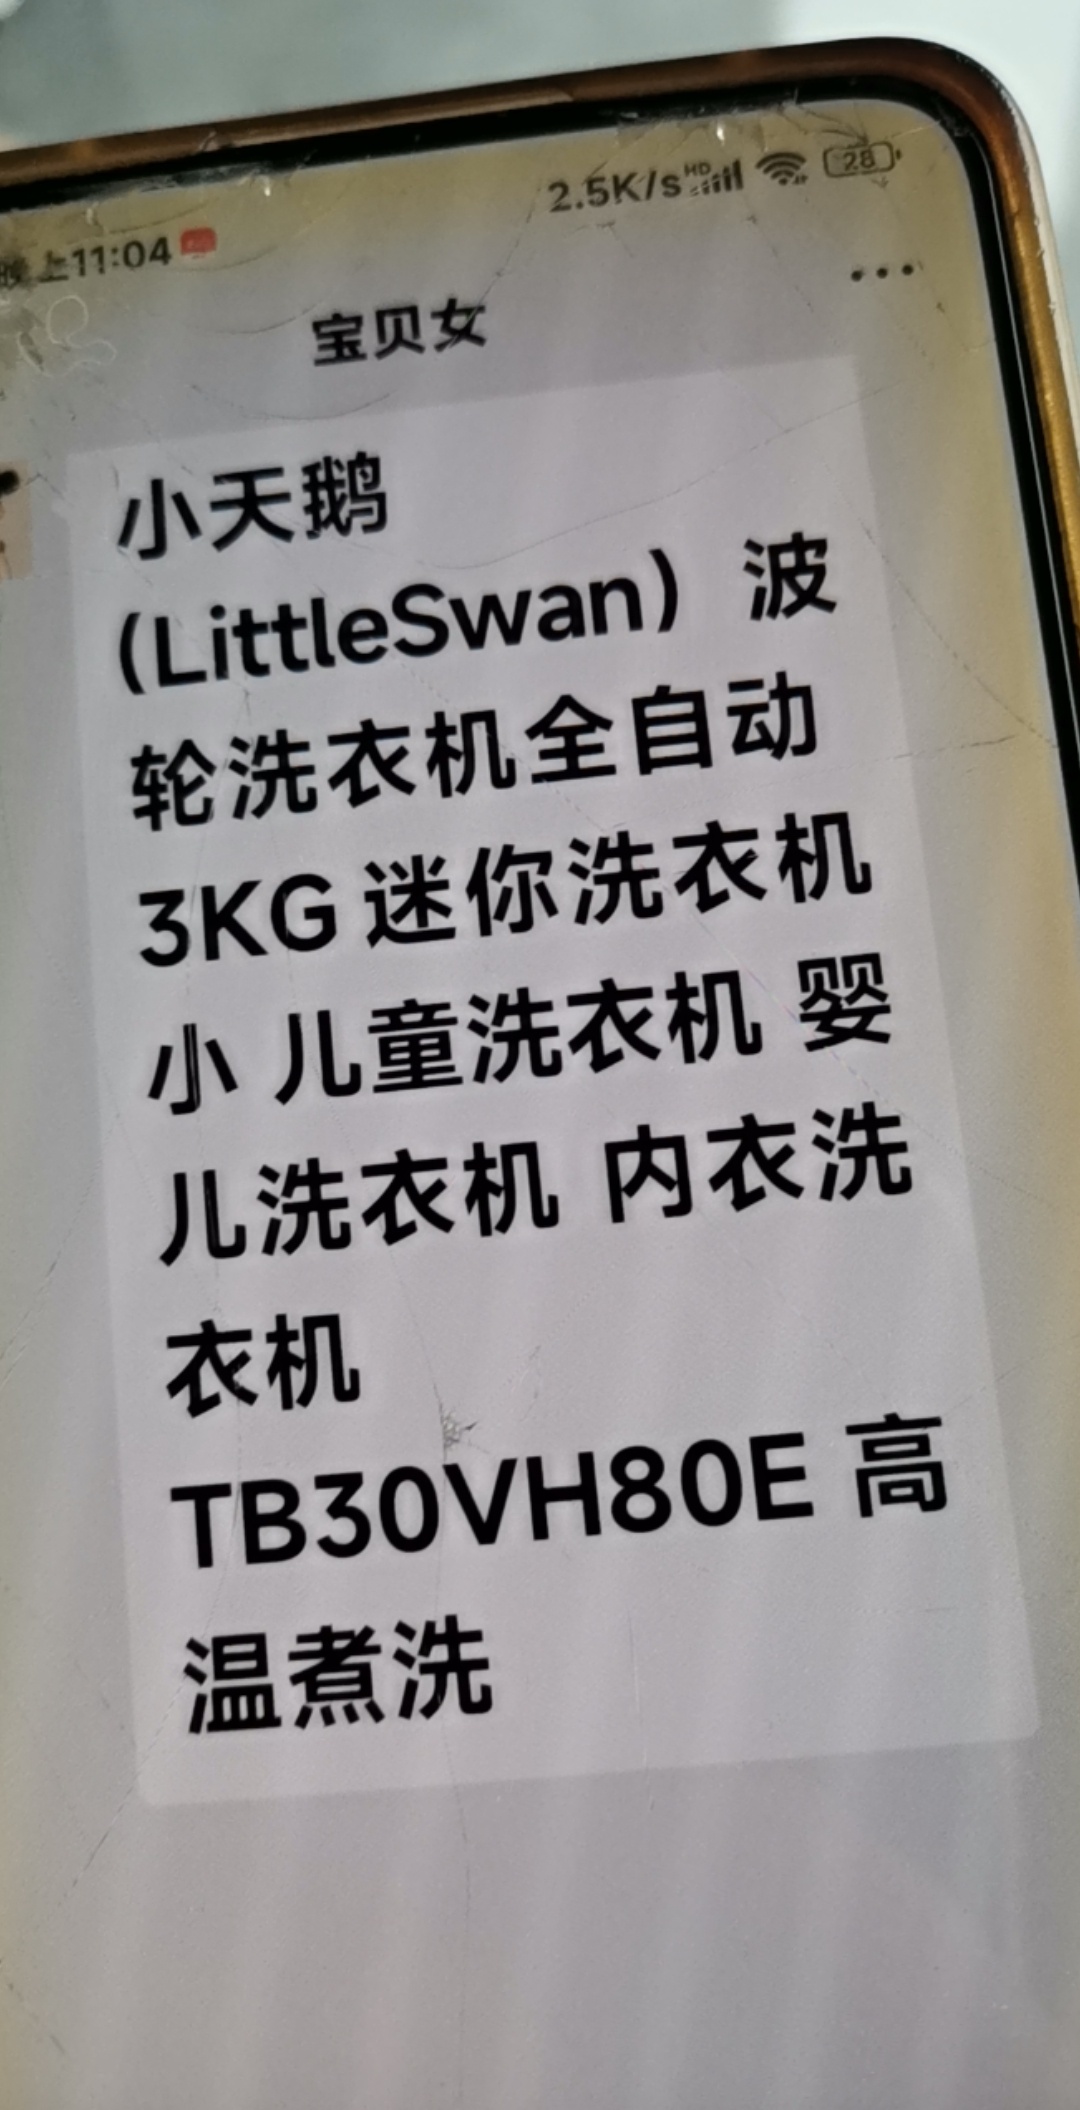 晚上11:04
2.5K/s HD 28
宝贝女
小天鹅
(LittleSwan) 波
轮洗衣机全自动
3KG 迷你洗衣机
小 儿童洗衣机 婴
儿洗衣机 内衣洗
衣机
TB30VH80E 高
温煮洗